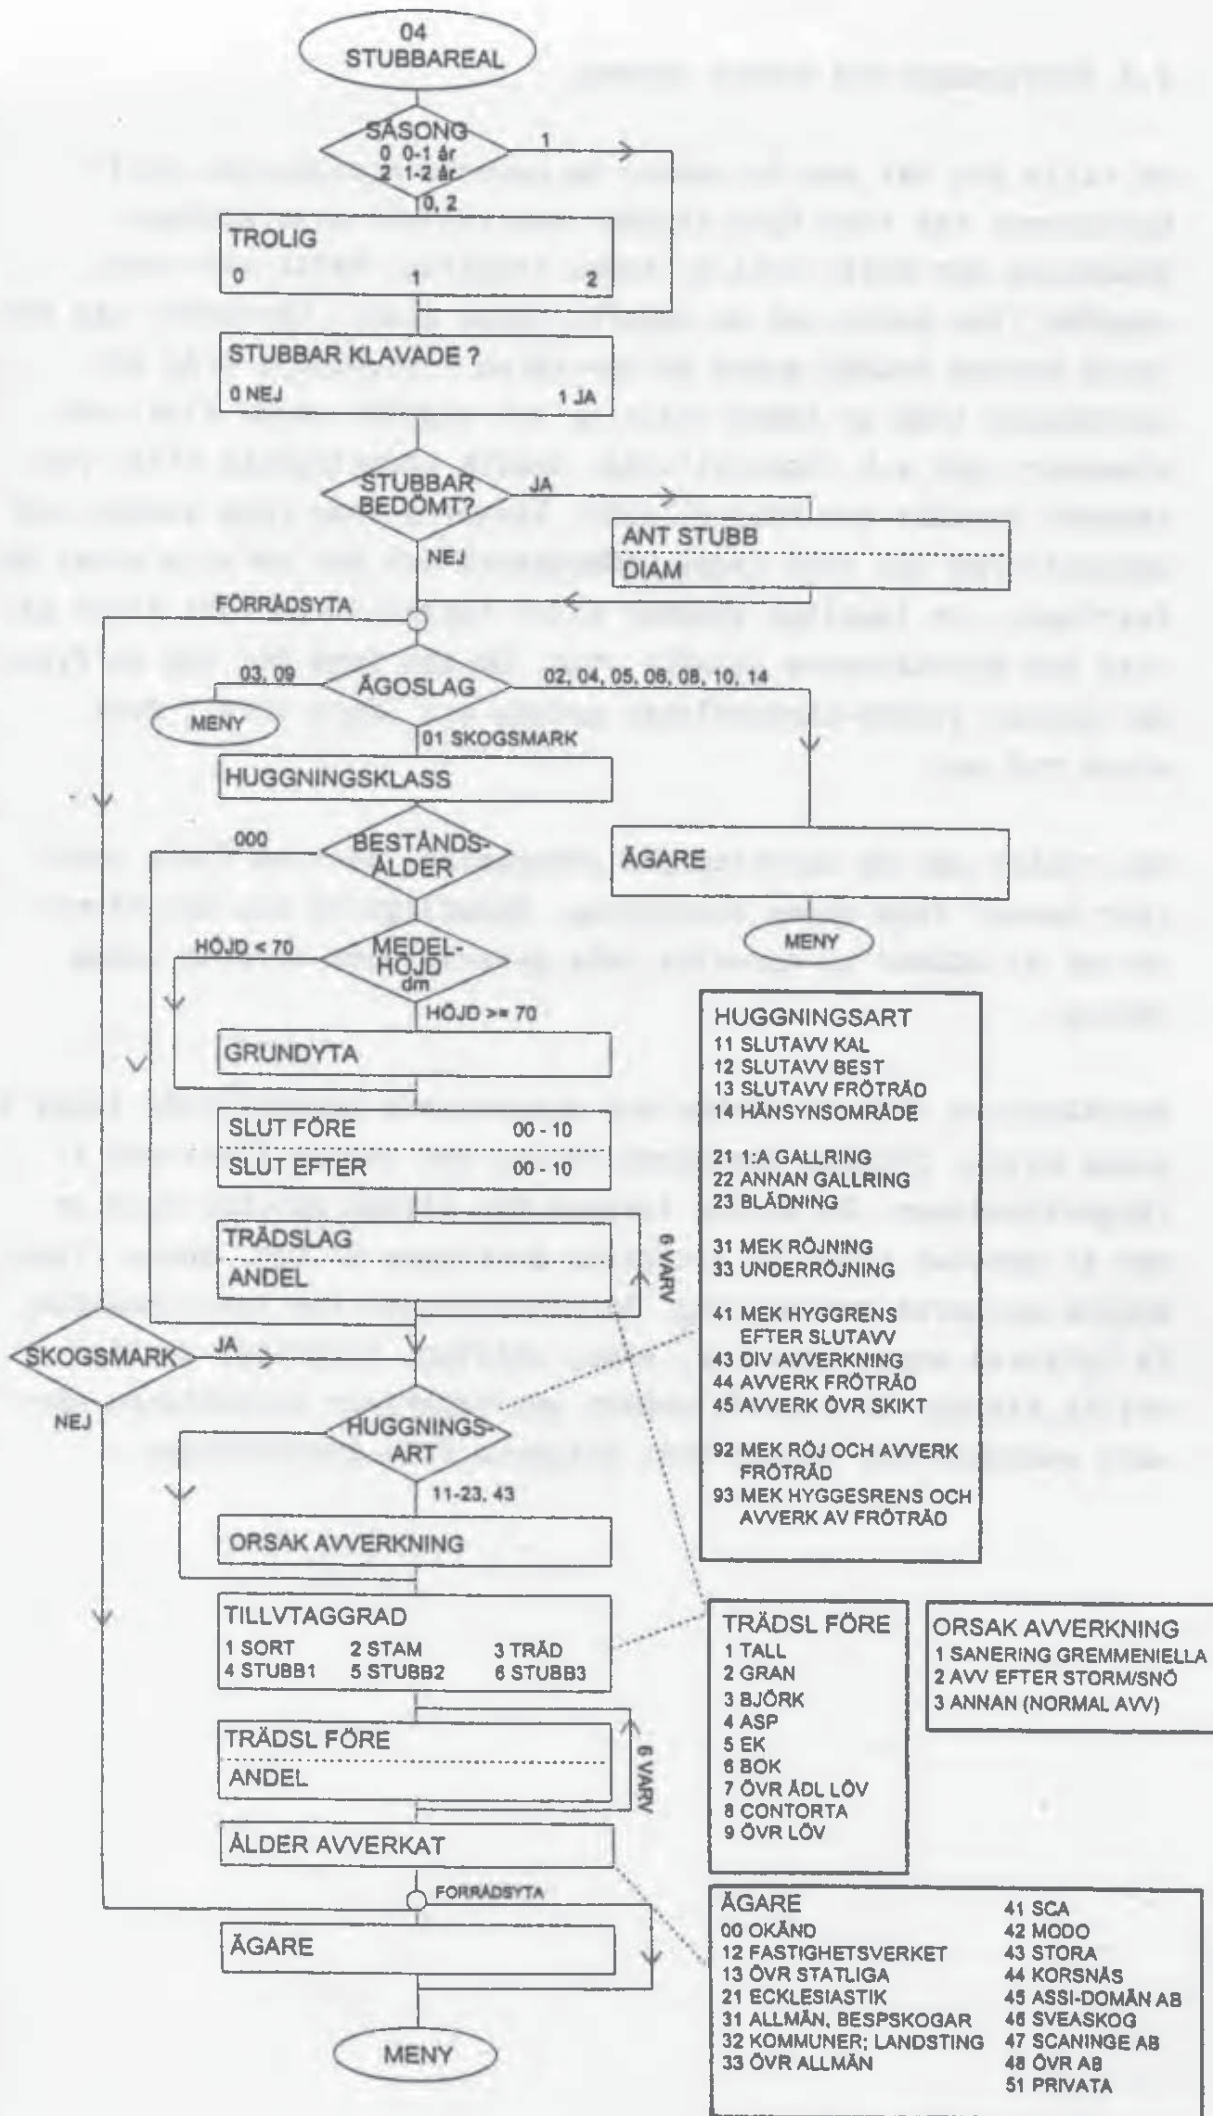 04
STUBBAREAL
SÄSONG
0 0-1 år
2 1-2 år
1
0, 2
TROLIG
0 1 2
STUBBAR KLAVADE ?
0 NEJ 1 JA
STUBBAR
BEDÖMT?
JA
NEJ
ANT STUBB
DIAM
FÖRRÅDSYTA
03, 09
ÄGOSLAG
02, 04, 05, 06, 08, 10, 14
MENY
01 SKOGSMARK
HUGGNINGSKLASS
000
BESTÅNDS-
ÅLDER
ÄGARE
MENY
HÖJD < 70
MEDEL-
HÖJD
dm
HÖJD >= 70
GRUNDYTA
SLUT FÖRE 00 - 10
SLUT EFTER 00 - 10
TRÄDSLAG
ANDEL
6 VARV
SKOGSMARK
JA
NEJ
HUGGNINGS-
ART
11-23, 43
ORSAK AVVERKNING
TILLVTAGGRAD
1 SORT 2 STAM 3 TRÄD
4 STUBB1 5 STUBB2 6 STUBB3
TRÄDSL FÖRE
ANDEL
6 VARV
ÅLDER AVVERKAT
FÖRRÅDSYTA
ÄGARE
MENY
HUGGNINGSART
11 SLUTAVV KAL
12 SLUTAVV BEST
13 SLUTAVV FRÖTRÄD
14 HÄNSYNSOMRÅDE
21 1:A GALLRING
22 ANNAN GALLRING
23 BLÄDNING
31 MEK RÖJNING
33 UNDERRÖJNING
41 MEK HYGGRENS
EFTER SLUTAVV
43 DIV AVVERKNING
44 AVVERK FRÖTRÄD
45 AVVERK ÖVR SKIKT
92 MEK RÖJ OCH AVVERK
FRÖTRÄD
93 MEK HYGGESRENS OCH
AVVERK AV FRÖTRÄD
TRÄDSL FÖRE
1 TALL
2 GRAN
3 BJÖRK
4 ASP
5 EK
6 BOK
7 ÖVR ÄDL LÖV
8 CONTORTA
9 ÖVR LÖV
ORSAK AVVERKNING
1 SANERING GREMMENIELLA
2 AVV EFTER STORM/SNÖ
3 ANNAN (NORMAL AVV)
ÄGARE
00 OKÄND
12 FASTIGHETSVERKET
13 ÖVR STATLIGA
21 ECKLESIASTIK
31 ALLMÄN, BESPSKOGAR
32 KOMMUNER; LANDSTING
33 ÖVR ALLMÄN
41 SCA
42 MODO
43 STORA
44 KORSNÄS
45 ASSI-DOMÄN AB
46 SVEASKOG
47 SCANINGE AB
48 ÖVR AB
51 PRIVATA